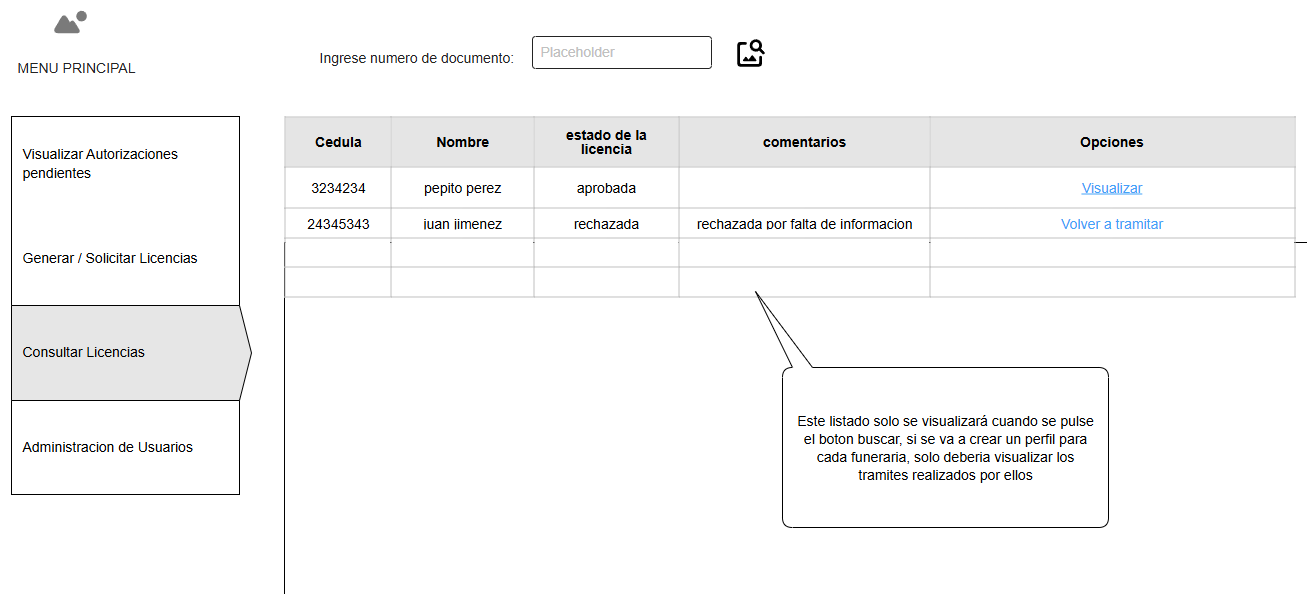 MENU PRINCIPAL
Ingrese numero de documento:
Placeholder
Visualizar Autorizaciones
pendientes
Generar / Solicitar Licencias
Consultar Licencias
Administracion de Usuarios
Cedula Nombre estado de la licencia comentarios Opciones
3234234 pepito perez aprobada Visualizar
24345343 juan jimenez rechazada rechazada por falta de informacion Volver a tramitar
Este listado solo se visualizará cuando se pulse
el boton buscar, si se va a crear un perfil para
cada funeraria, solo deberia visualizar los
tramites realizados por ellos